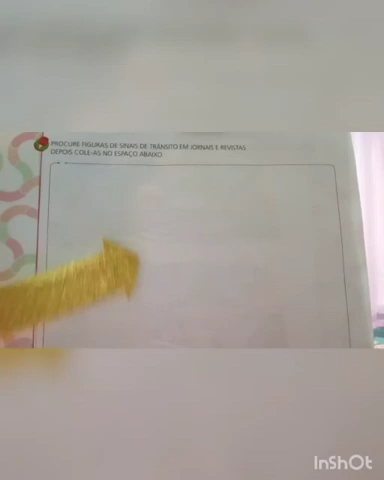 PROCURE FIGURAS DE SINAIS DE TRÂNSITO EM JORNAIS E REVISTAS.
DEPOIS COLE-AS NO ESPAÇO ABAIXO.
InShOt